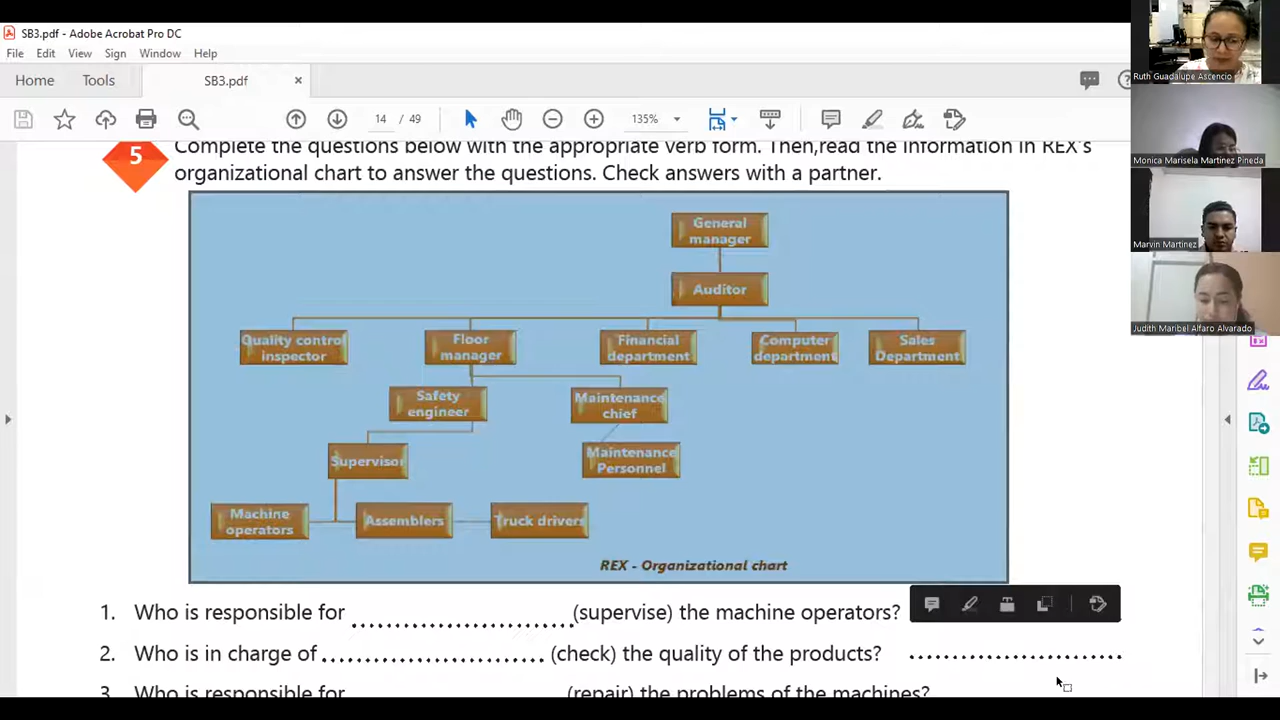 SB3.pdf - Adobe Acrobat Pro DC
File Edit View Sign Window Help
Home Tools SB3.pdf ×
14 / 49 135%
Ruth Guadalupe Ascencio
Monica Marisela Martinez Pineda
Marvin Martinez
Judith Maribel Alfaro Alvarado
5
Complete the questions below with the appropriate verb form. Then,read the information in REX's
organizational chart to answer the questions. Check answers with a partner.
General
manager
Auditor
Quality control
inspector
Floor
manager
Financial
department
Computer
department
Sales
Department
Safety
engineer
Maintenance
chief
Supervisor
Maintenance
Personnel
Machine
operators
Assemblers
Truck drivers
REX - Organizational chart
1. Who is responsible for ......................(supervise) the machine operators?
2. Who is in charge of ...................... (check) the quality of the products? ......................
3. Who is responsible for (repair) the problems of the machines?